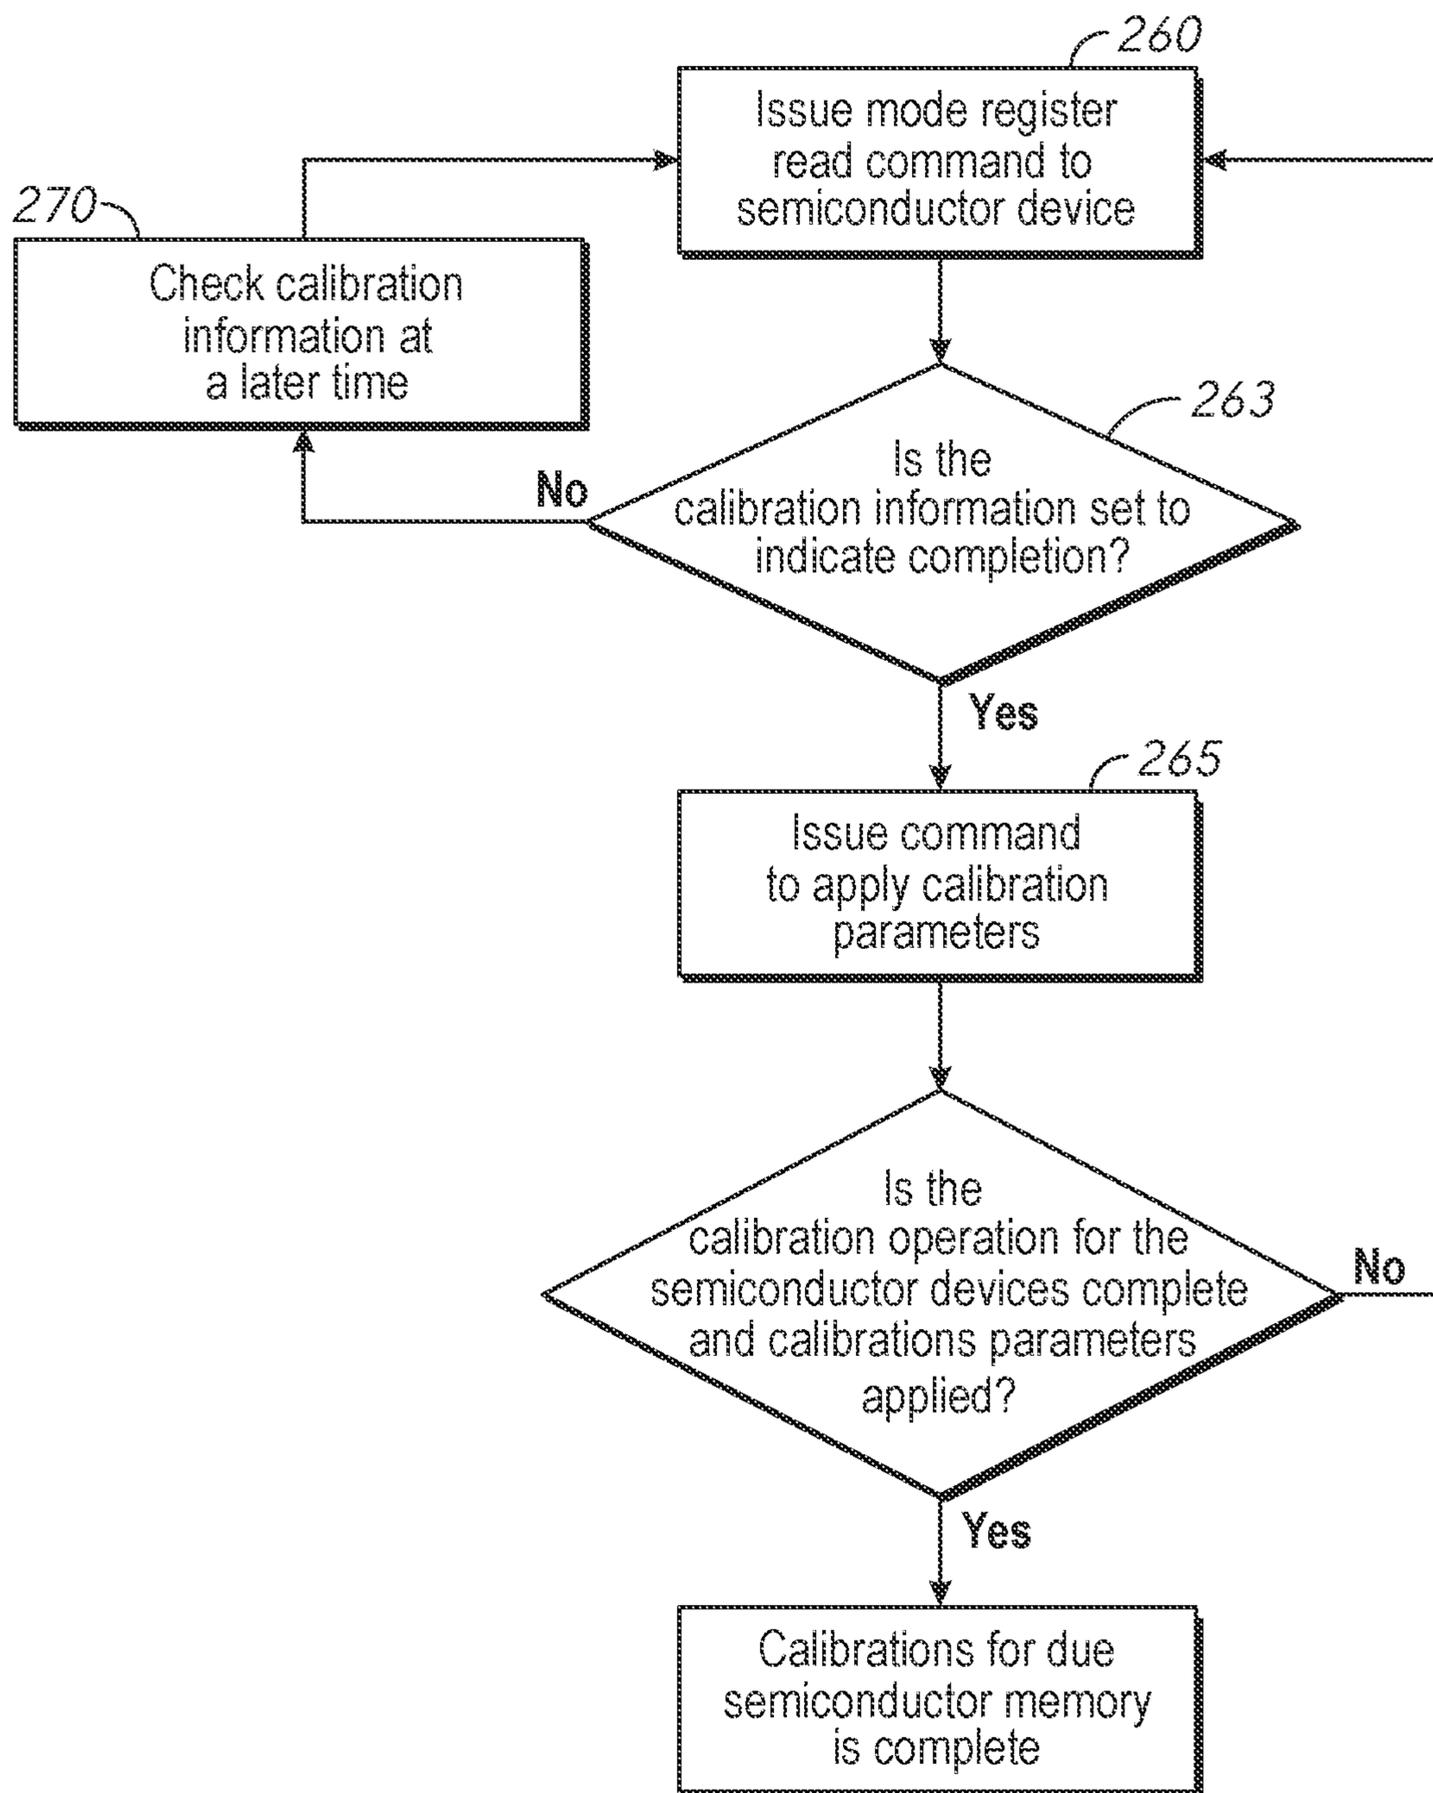 260
Issue mode register
read command to
semiconductor device
270
Check calibration
information at
a later time
263
Is the
calibration information set to
indicate completion?
No
Yes
265
Issue command
to apply calibration
parameters
Is the
calibration operation for the
semiconductor devices complete
and calibrations parameters
applied?
No
Yes
Calibrations for due
semiconductor memory
is complete